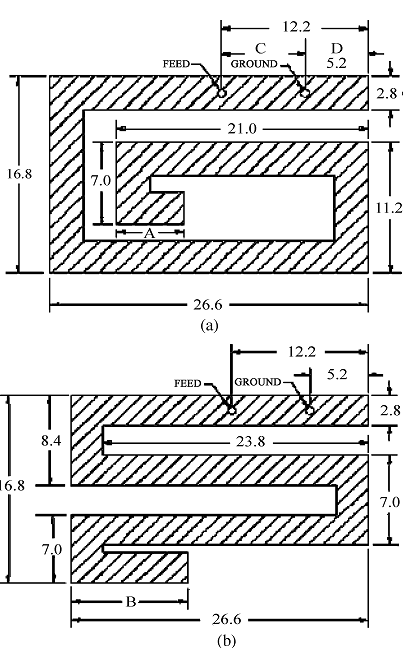 12.2
C D
FEED GROUND 5.2
2.8
21.0
16.8 7.0 11.2
A
26.6
(a)
12.2
5.2
FEED GROUND
2.8
8.4 23.8
16.8
7.0
7.0
B
26.6
(b)